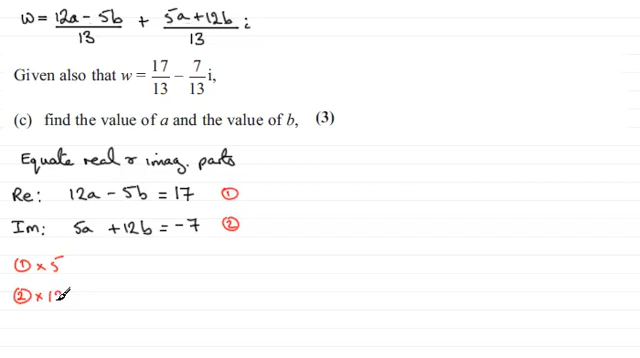 w = 12a - 5b / 13 + 5a + 12b / 13 i
Given also that w = 17/13 − 7/13 i,
(c) find the value of a and the value of b, (3)
Equate real & imag. parts
Re: 12a - 5b = 17 ①
Im: 5a + 12b = -7 ②
① × 5
② × 12